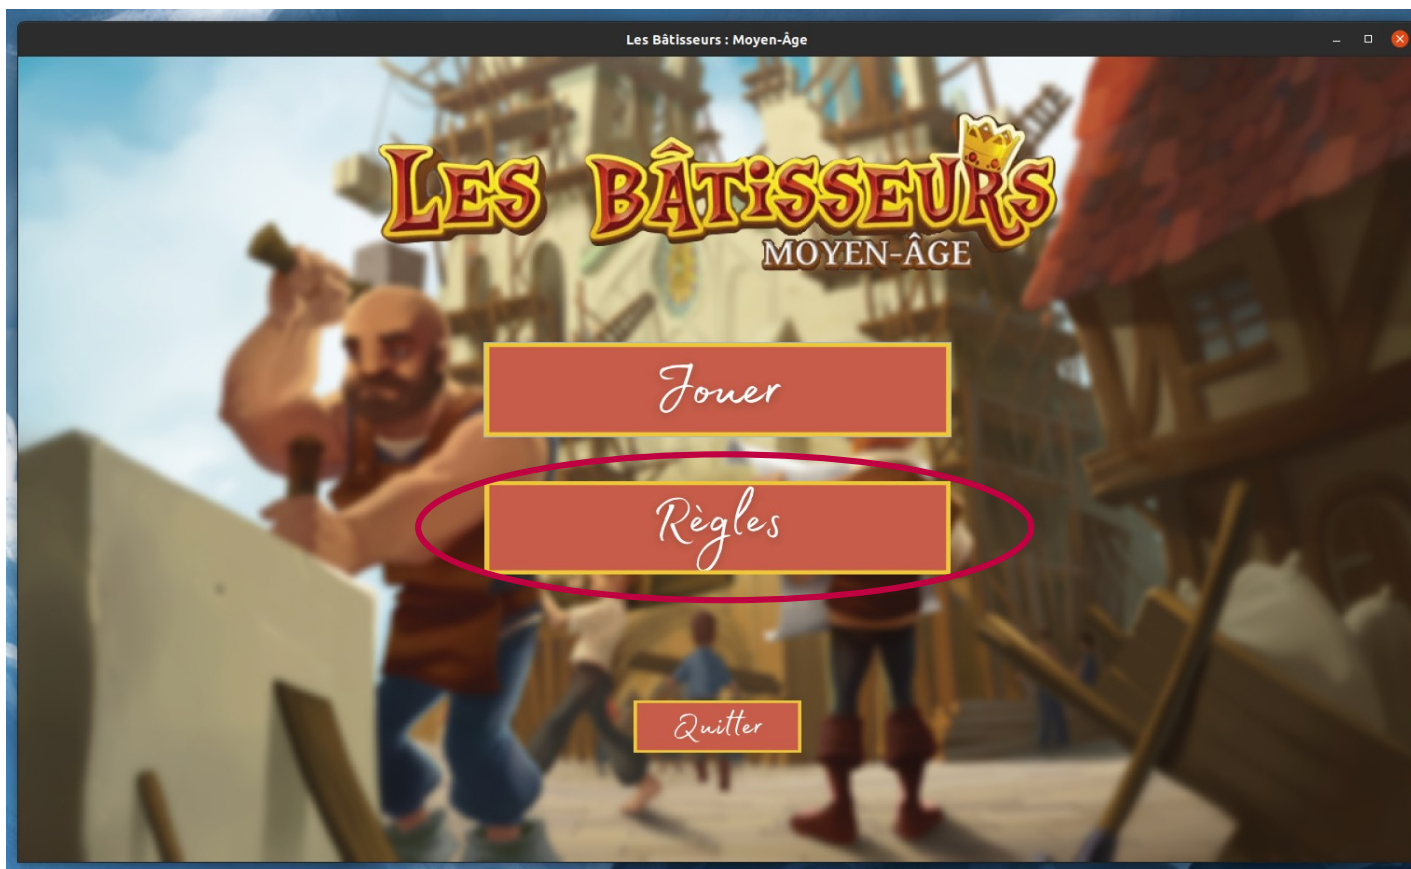 Les Bâtisseurs : Moyen-Âge
LES BÂTISSEURS
MOYEN-ÂGE
Jouer
Règles
Quitter